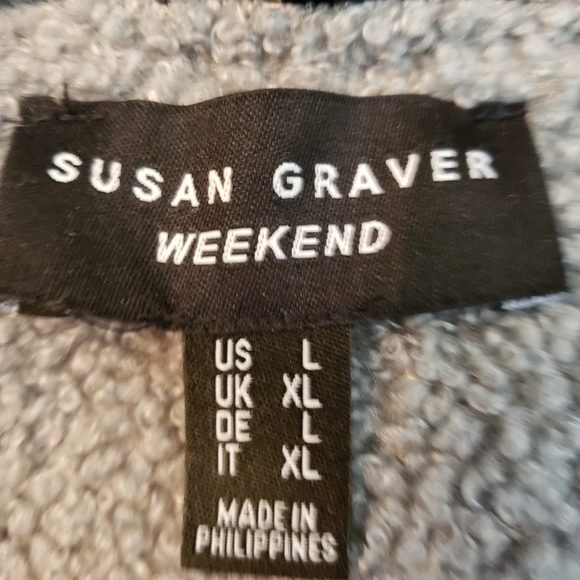 SUSAN GRAVER
WEEKEND
US L
UK XL
DE L
IT XL
MADE IN
PHILIPPINES